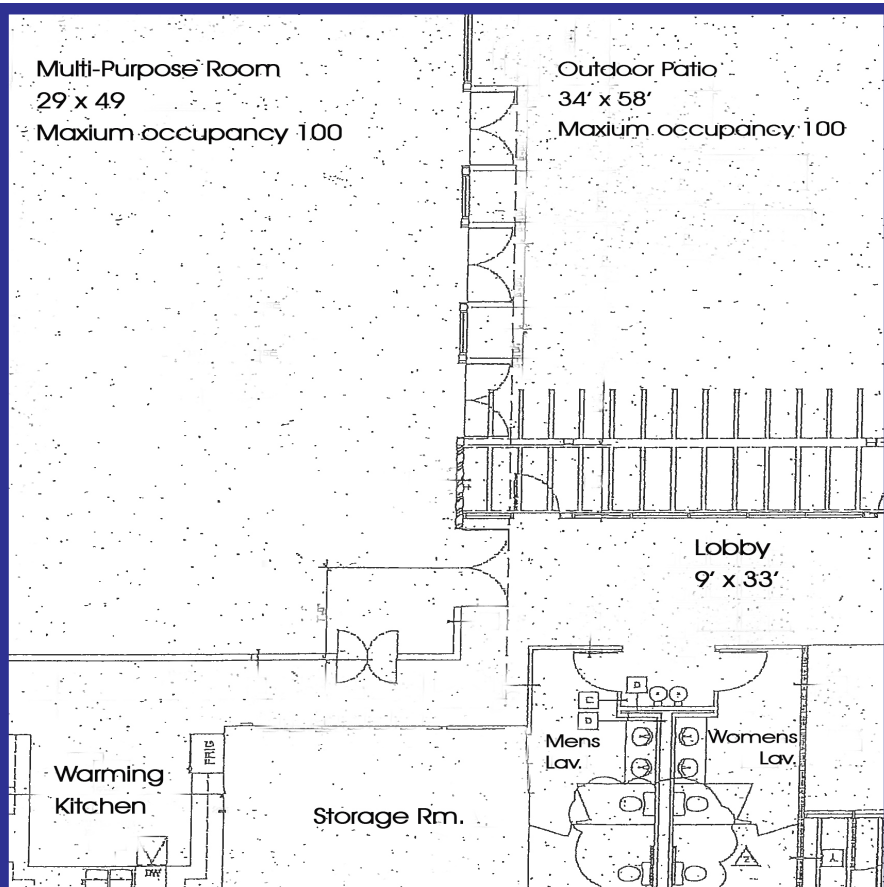 Multi-Purpose Room
29 x 49
Maxium occupancy 100
Outdoor Patio
34' x 58'
Maxium occupancy 100
Lobby
9' x 33'
D
C
D
Mens
Lav.
Womens
Lav.
FRIG
Warming
Kitchen
Storage Rm.
DW
2